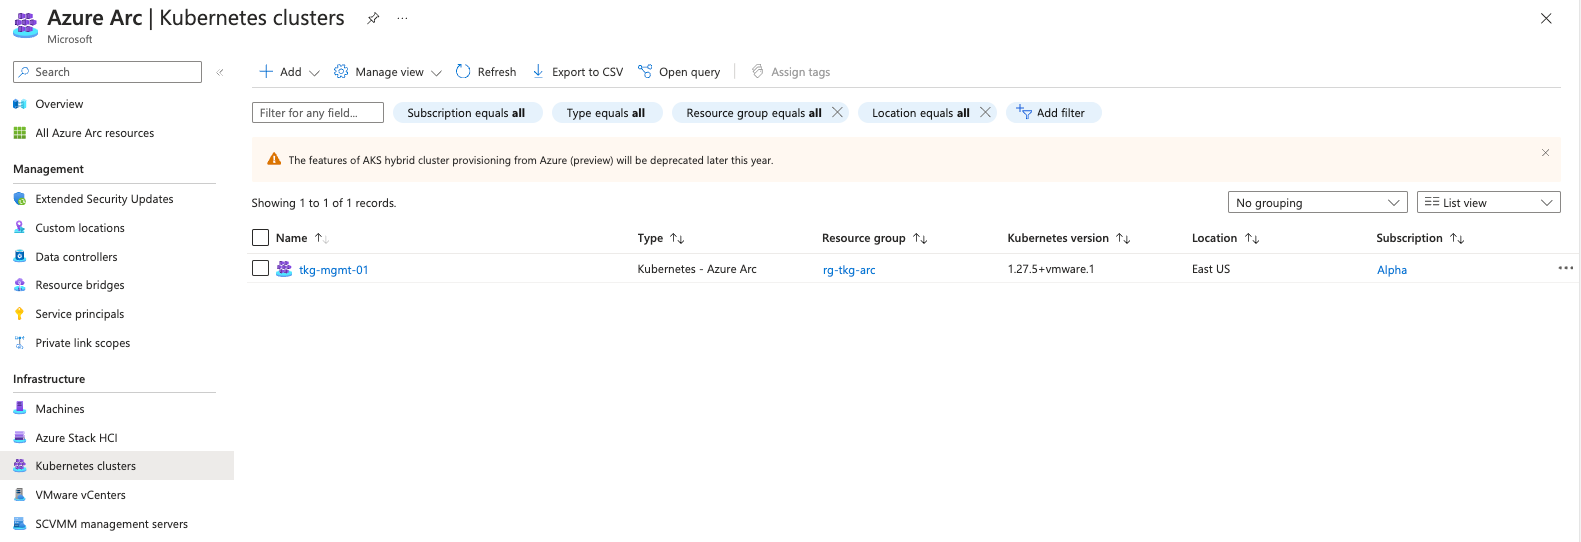 Azure Arc | Kubernetes clusters
Microsoft
Search
Overview
All Azure Arc resources
Management
Extended Security Updates
Custom locations
Data controllers
Resource bridges
Service principals
Private link scopes
Infrastructure
Machines
Azure Stack HCI
Kubernetes clusters
VMware vCenters
SCVMM management servers
Add Manage view Refresh Export to CSV Open query Assign tags
Filter for any field... Subscription equals all Type equals all Resource group equals all Location equals all Add filter
The features of AKS hybrid cluster provisioning from Azure (preview) will be deprecated later this year.
Showing 1 to 1 of 1 records. No grouping List view
Name Type Resource group Kubernetes version Location Subscription
tkg-mgmt-01 Kubernetes - Azure Arc rg-tkg-arc 1.27.5+vmware.1 East US Alpha